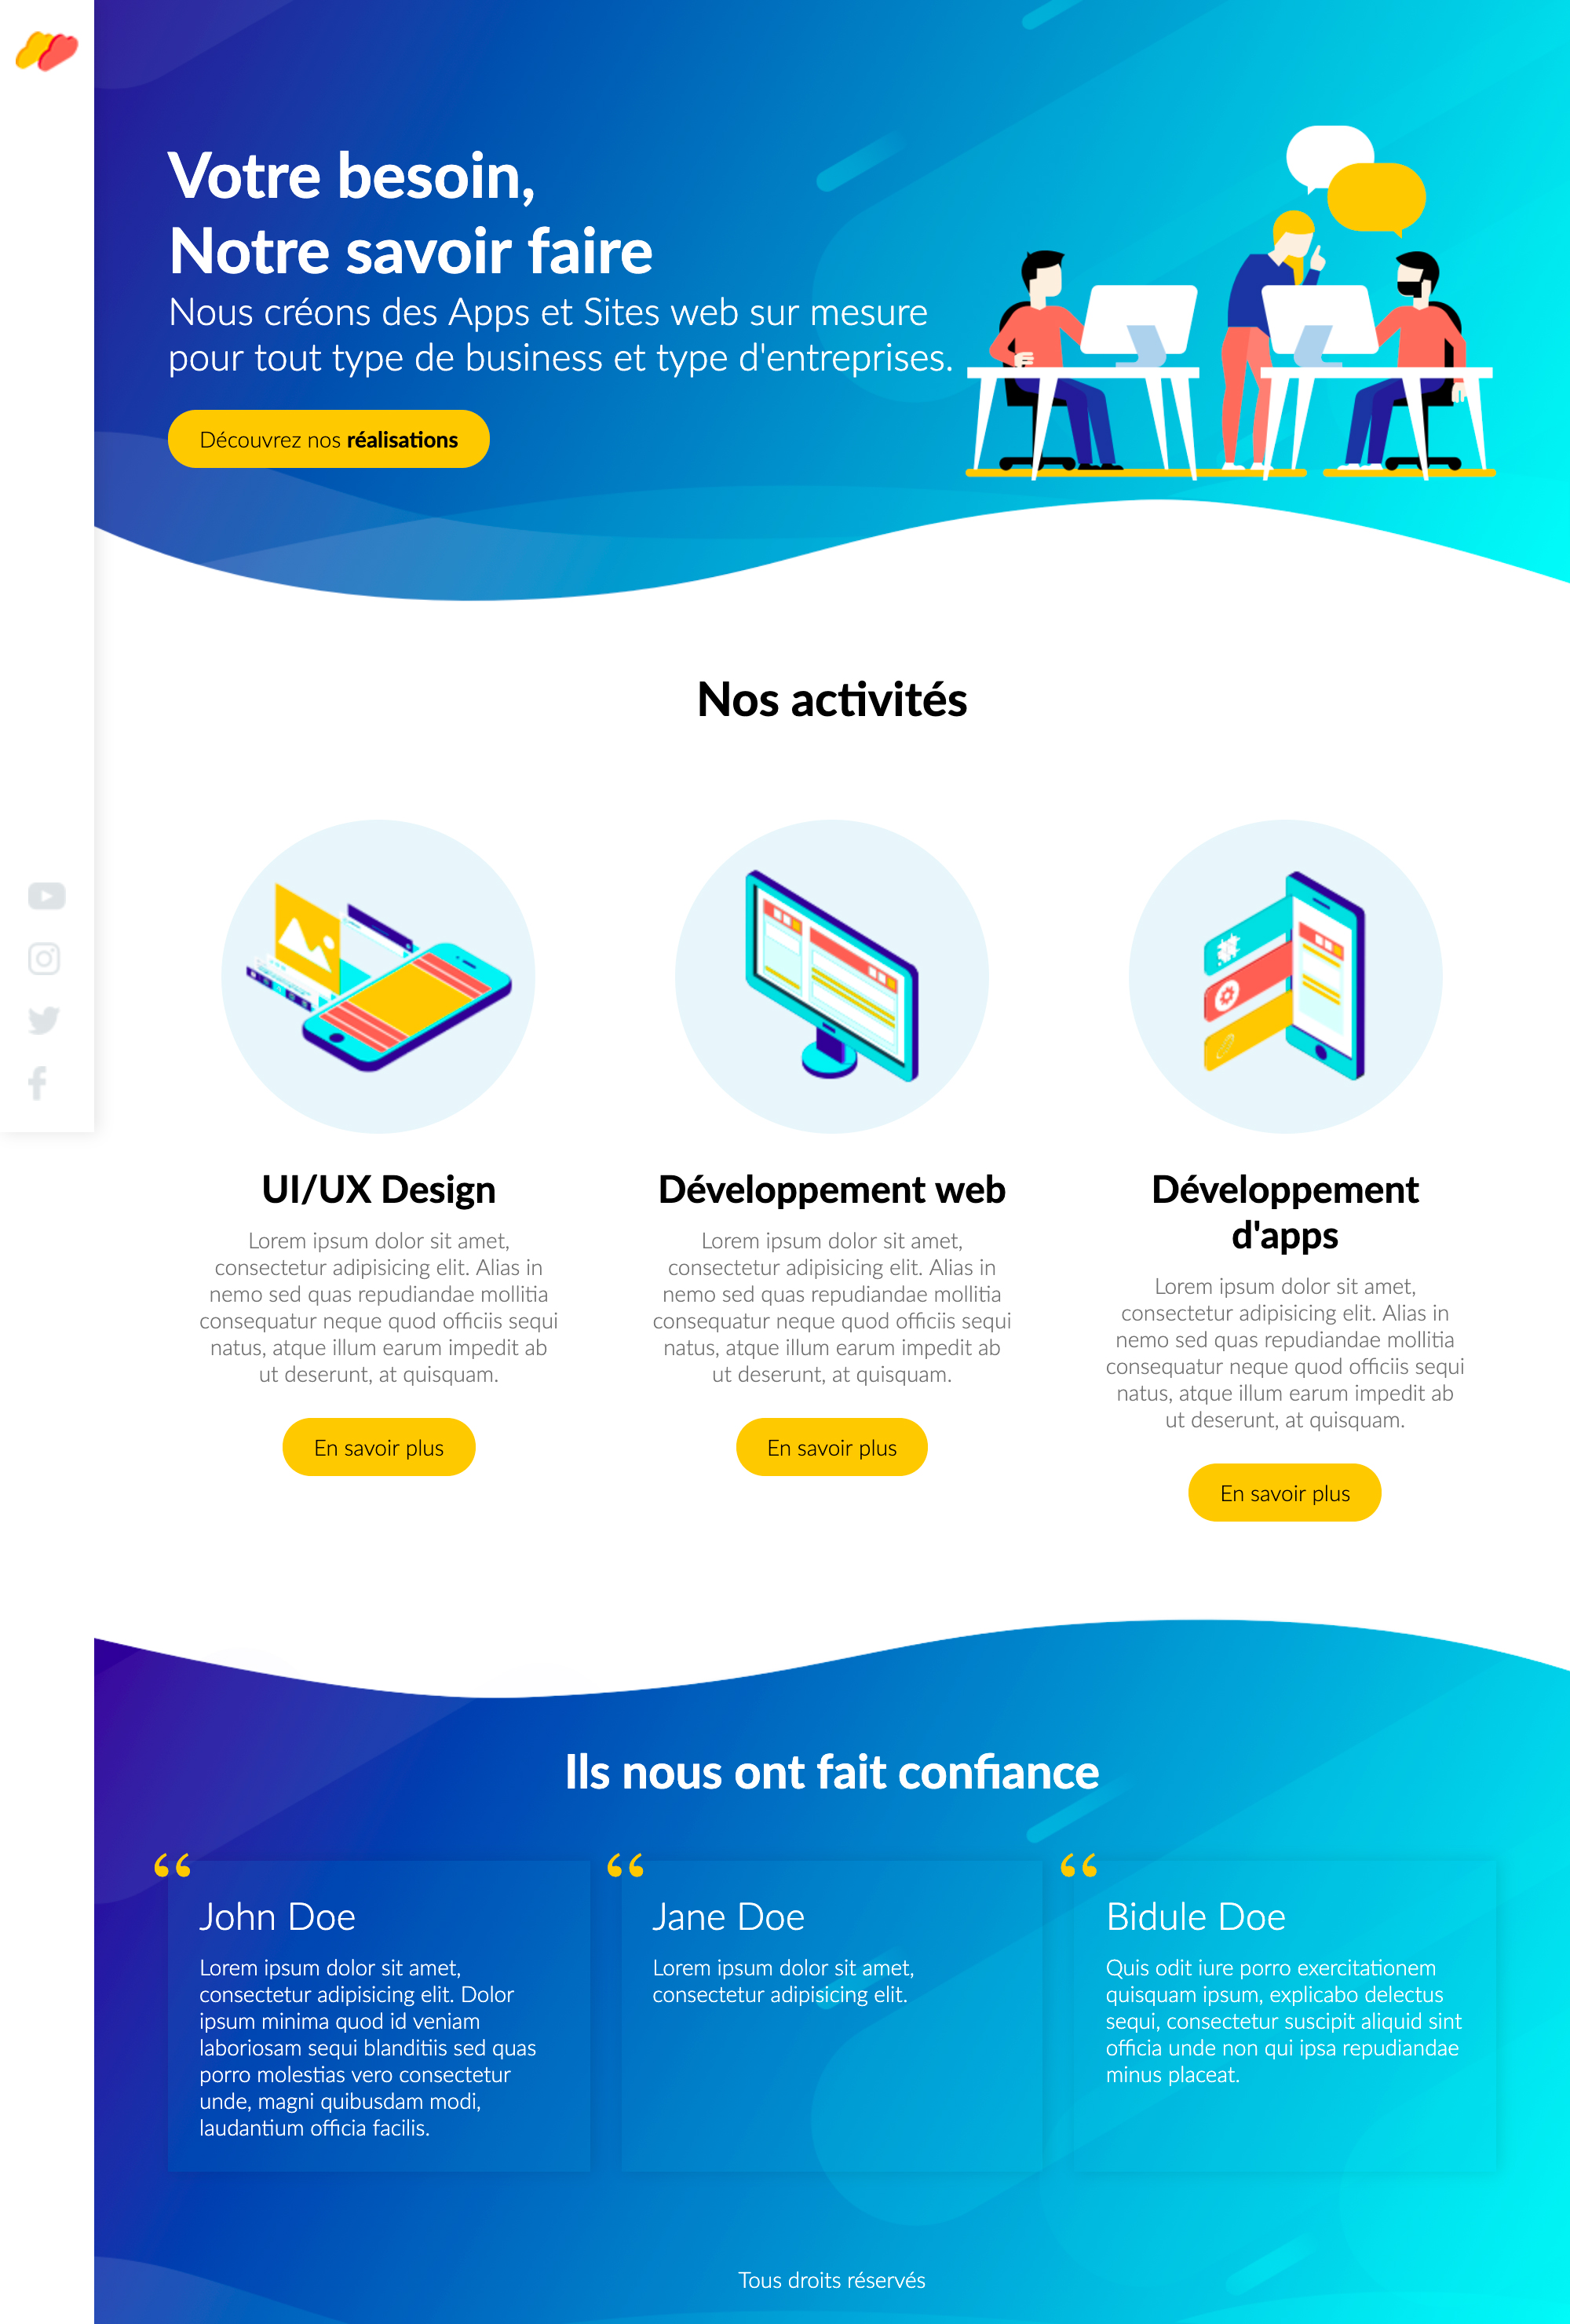 Votre besoin,
Notre savoir faire
Nous créons des Apps et Sites web sur mesure
pour tout type de business et type d'entreprises.
Découvrez nos réalisations
Nos activités
UI/UX Design
Lorem ipsum dolor sit amet,
consectetur adipisicing elit. Alias in
nemo sed quas repudiandae mollitia
consequatur neque quod officiis sequi
natus, atque illum earum impedit ab
ut deserunt, at quisquam.
En savoir plus
Développement web
Lorem ipsum dolor sit amet,
consectetur adipisicing elit. Alias in
nemo sed quas repudiandae mollitia
consequatur neque quod officiis sequi
natus, atque illum earum impedit ab
ut deserunt, at quisquam.
En savoir plus
Développement
d'apps
Lorem ipsum dolor sit amet,
consectetur adipisicing elit. Alias in
nemo sed quas repudiandae mollitia
consequatur neque quod officiis sequi
natus, atque illum earum impedit ab
ut deserunt, at quisquam.
En savoir plus
Ils nous ont fait confiance
“
John Doe
Lorem ipsum dolor sit amet,
consectetur adipisicing elit. Dolor
ipsum minima quod id veniam
laboriosam sequi blanditiis sed quas
porro molestias vero consectetur
unde, magni quibusdam modi,
laudantium officia facilis.
“
Jane Doe
Lorem ipsum dolor sit amet,
consectetur adipisicing elit.
“
Bidule Doe
Quis odit iure porro exercitationem
quisquam ipsum, explicabo delectus
sequi, consectetur suscipit aliquid sint
officia unde non qui ipsa repudiandae
minus placeat.
Tous droits réservés